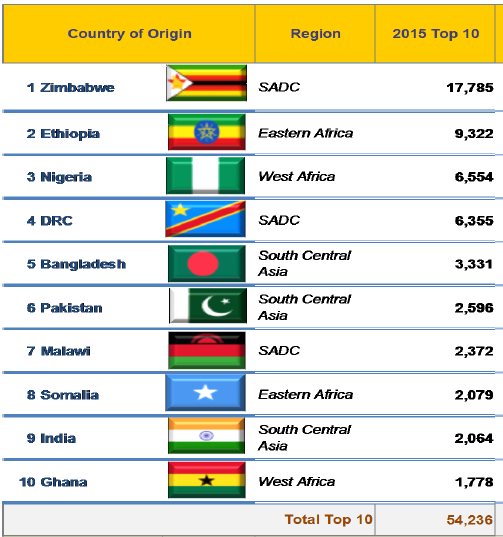 Country of Origin Region 2015 Top 10
1 Zimbabwe SADC 17,785
2 Ethiopia Eastern Africa 9,322
3 Nigeria West Africa 6,554
4 DRC SADC 6,355
5 Bangladesh South Central Asia 3,331
6 Pakistan South Central Asia 2,596
7 Malawi SADC 2,372
8 Somalia Eastern Africa 2,079
9 India South Central Asia 2,064
10 Ghana West Africa 1,778
Total Top 10 54,236